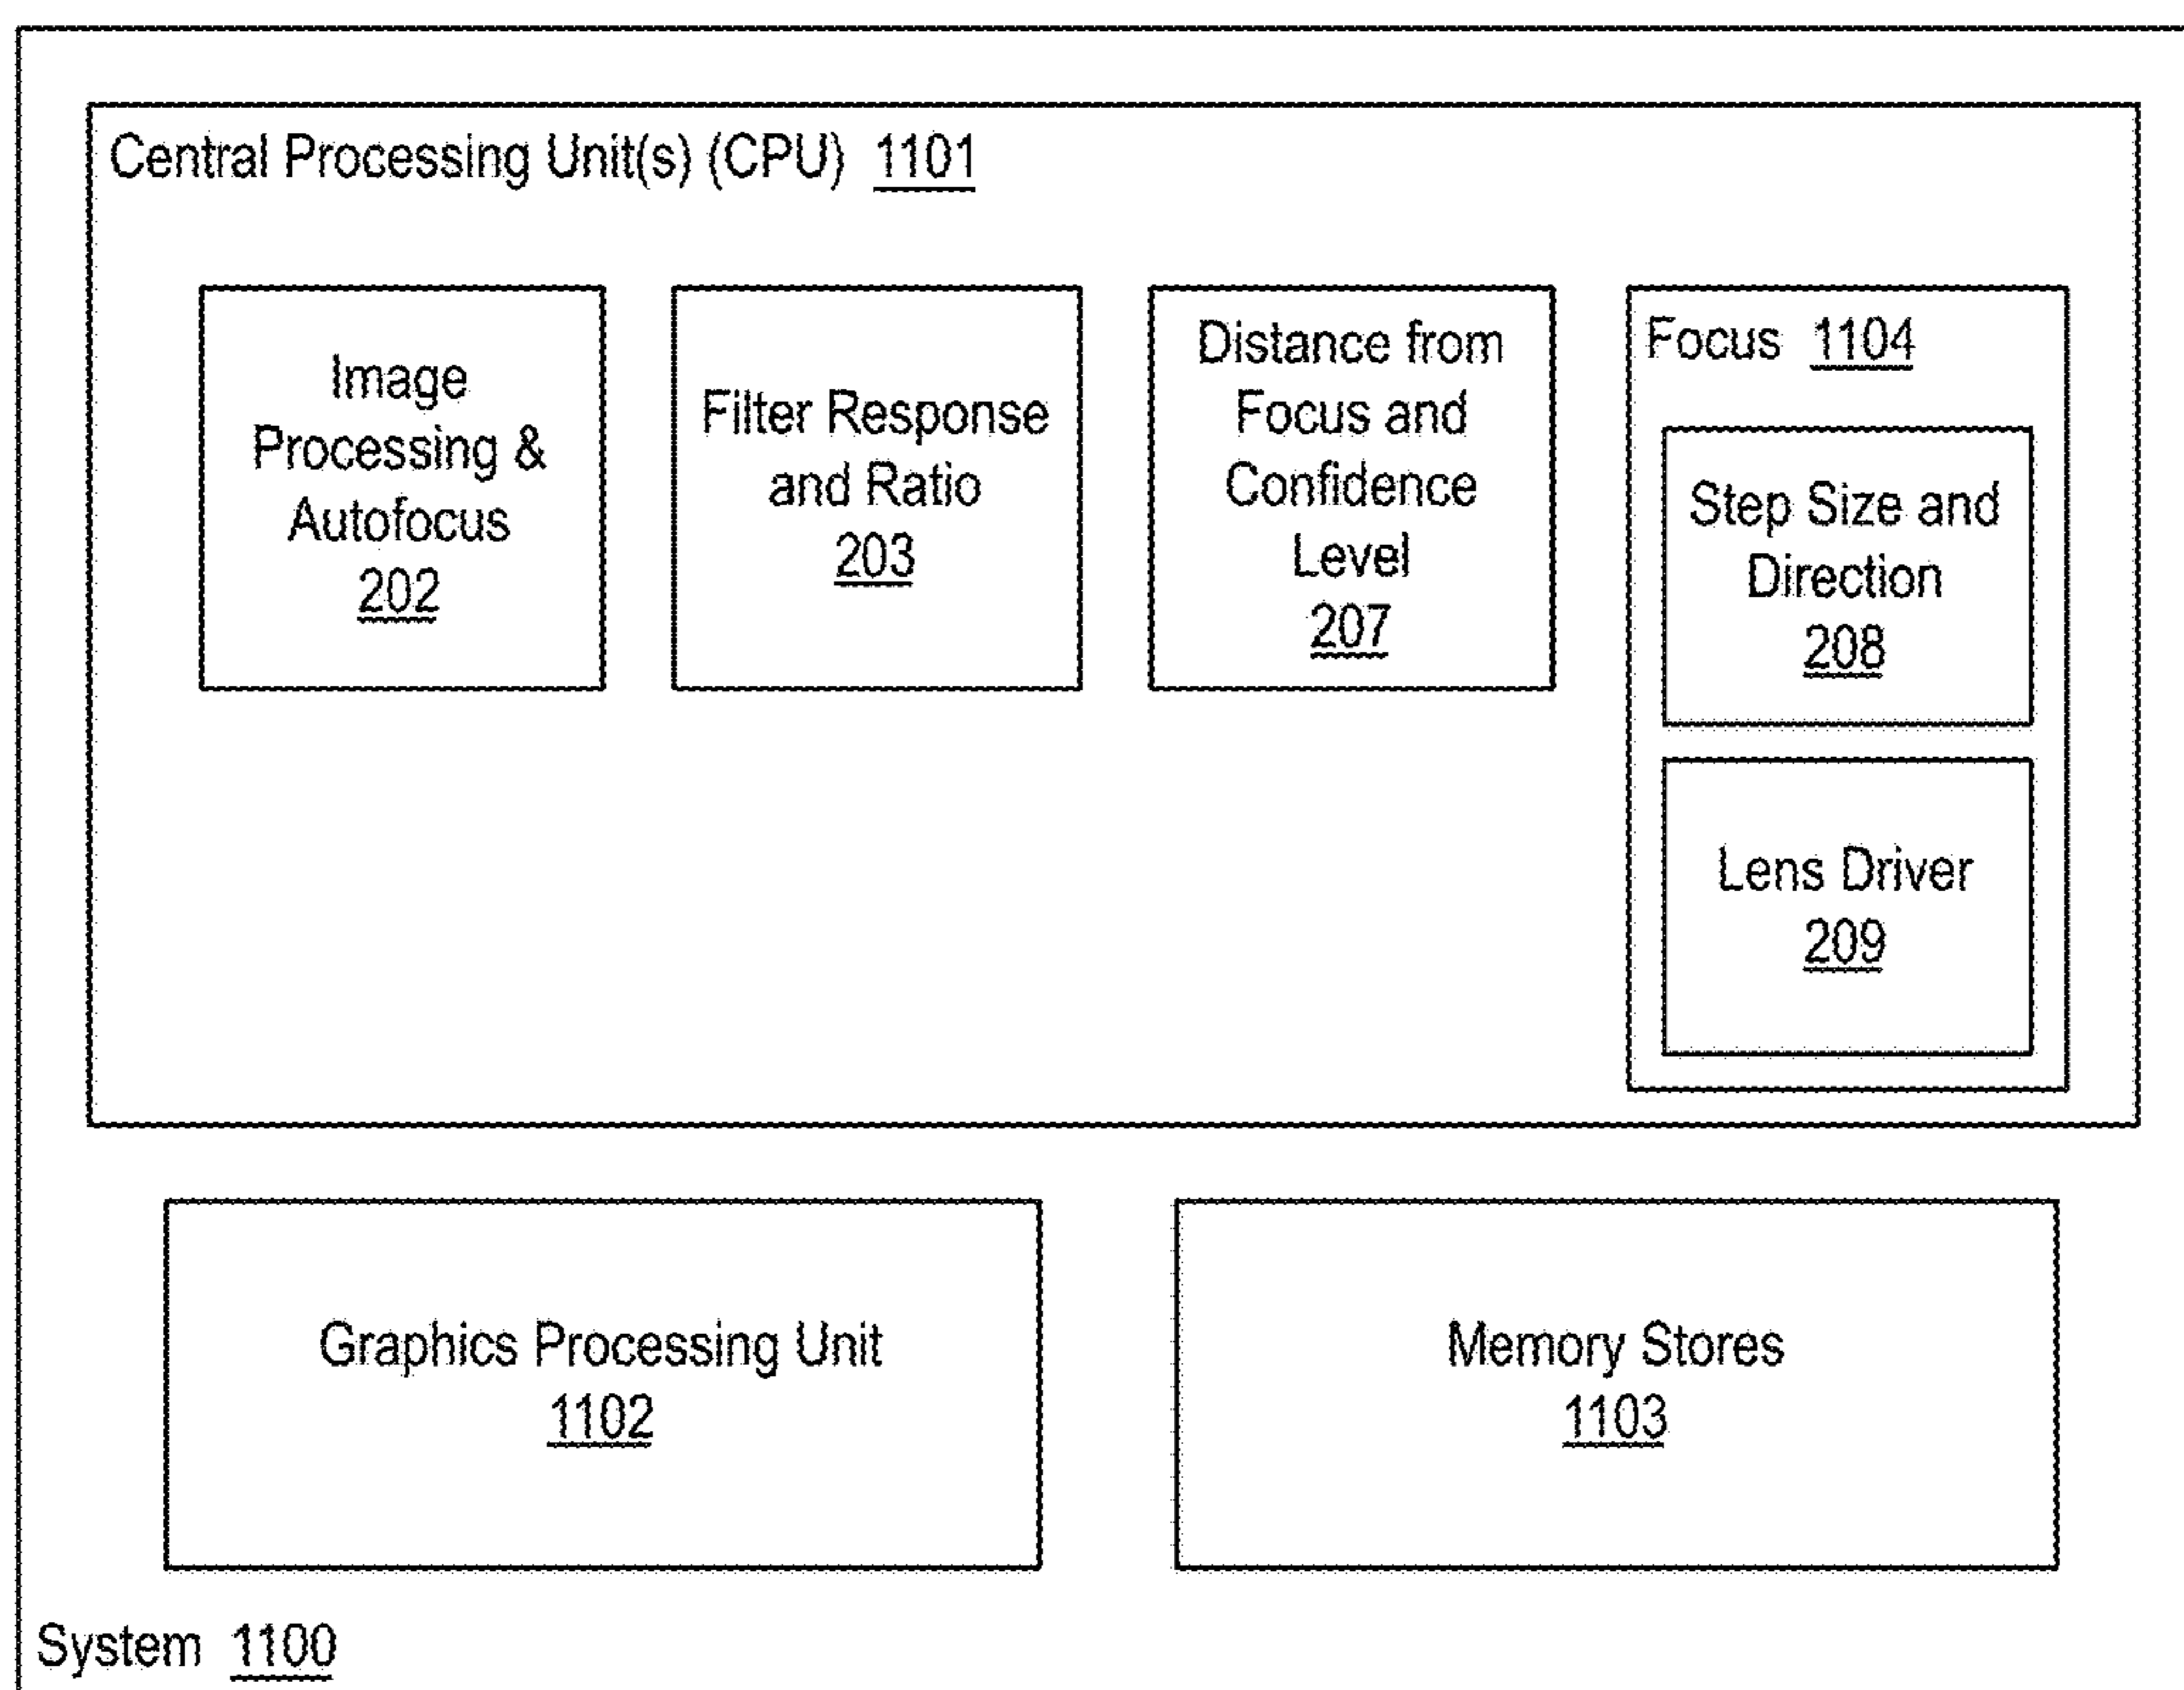 Central Processing Unit(s) (CPU) 1101
Image
Processing &
Autofocus
202
Filter Response
and Ratio
203
Distance from
Focus and
Confidence
Level
207
Focus 1104
Step Size and
Direction
208
Lens Driver
209
Graphics Processing Unit
1102
Memory Stores
1103
System 1100